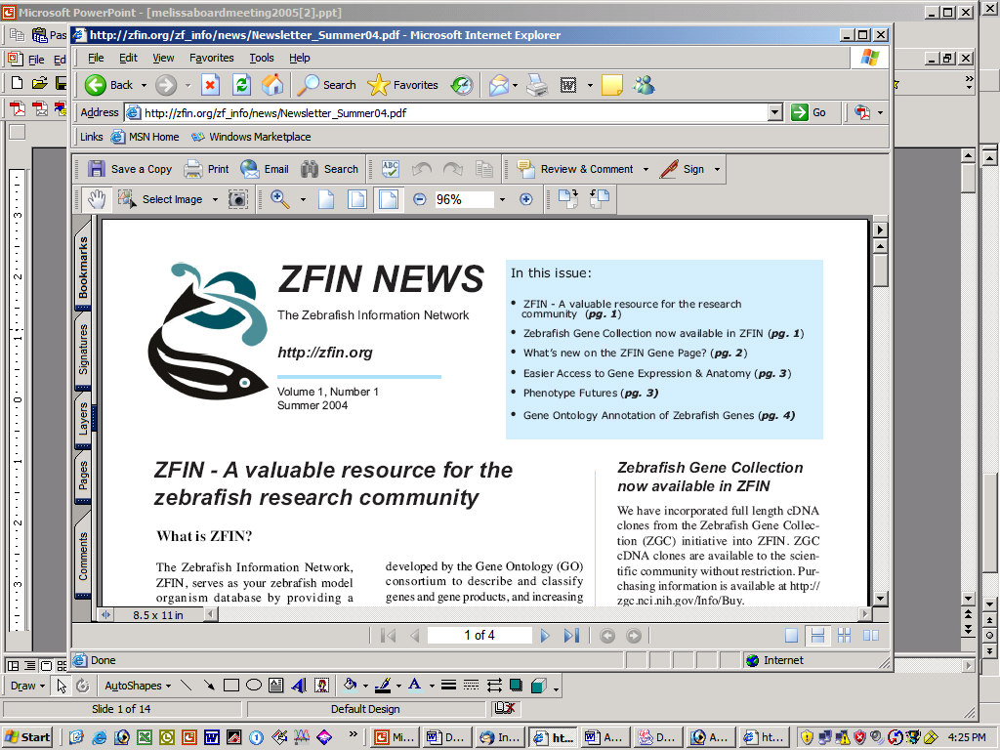 Microsoft PowerPoint - [melissaboardmeeting2005[2].ppt]
Pas
File Ed
http://zfin.org/zf_info/news/Newsletter_Summer04.pdf - Microsoft Internet Explorer
File Edit View Favorites Tools Help
Back Search Favorites
Address http://zfin.org/zf_info/news/Newsletter_Summer04.pdf Go
Links MSN Home Windows Marketplace
Save a Copy Print Email Search Review & Comment Sign
Select Image 96%
Bookmarks
Signatures
Layers
Pages
Comments
ZFIN NEWS
The Zebrafish Information Network
http://zfin.org
Volume 1, Number 1
Summer 2004
In this issue:
• ZFIN - A valuable resource for the research
community (pg. 1)
• Zebrafish Gene Collection now available in ZFIN (pg. 1)
• What's new on the ZFIN Gene Page? (pg. 2)
• Easier Access to Gene Expression & Anatomy (pg. 3)
• Phenotype Futures (pg. 3)
• Gene Ontology Annotation of Zebrafish Genes (pg. 4)
ZFIN - A valuable resource for the
zebrafish research community
What is ZFIN?
The Zebrafish Information Network,
ZFIN, serves as your zebrafish model
organism database by providing a
developed by the Gene Ontology (GO)
consortium to describe and classify
genes and gene products, and increasing
Zebrafish Gene Collection
now available in ZFIN
We have incorporated full length cDNA
clones from the Zebrafish Gene Collec-
tion (ZGC) initiative into ZFIN. ZGC
cDNA clones are available to the scien-
tific community without restriction. Pur-
chasing information is available at http://
zgc.nci.nih.gov/Info/Buy.
8.5 x 11 in
1 of 4
Done Internet
Draw AutoShapes
Slide 1 of 14 Default Design
Start Mi... D... In... ht... A... D... A... ht... 4:25 PM